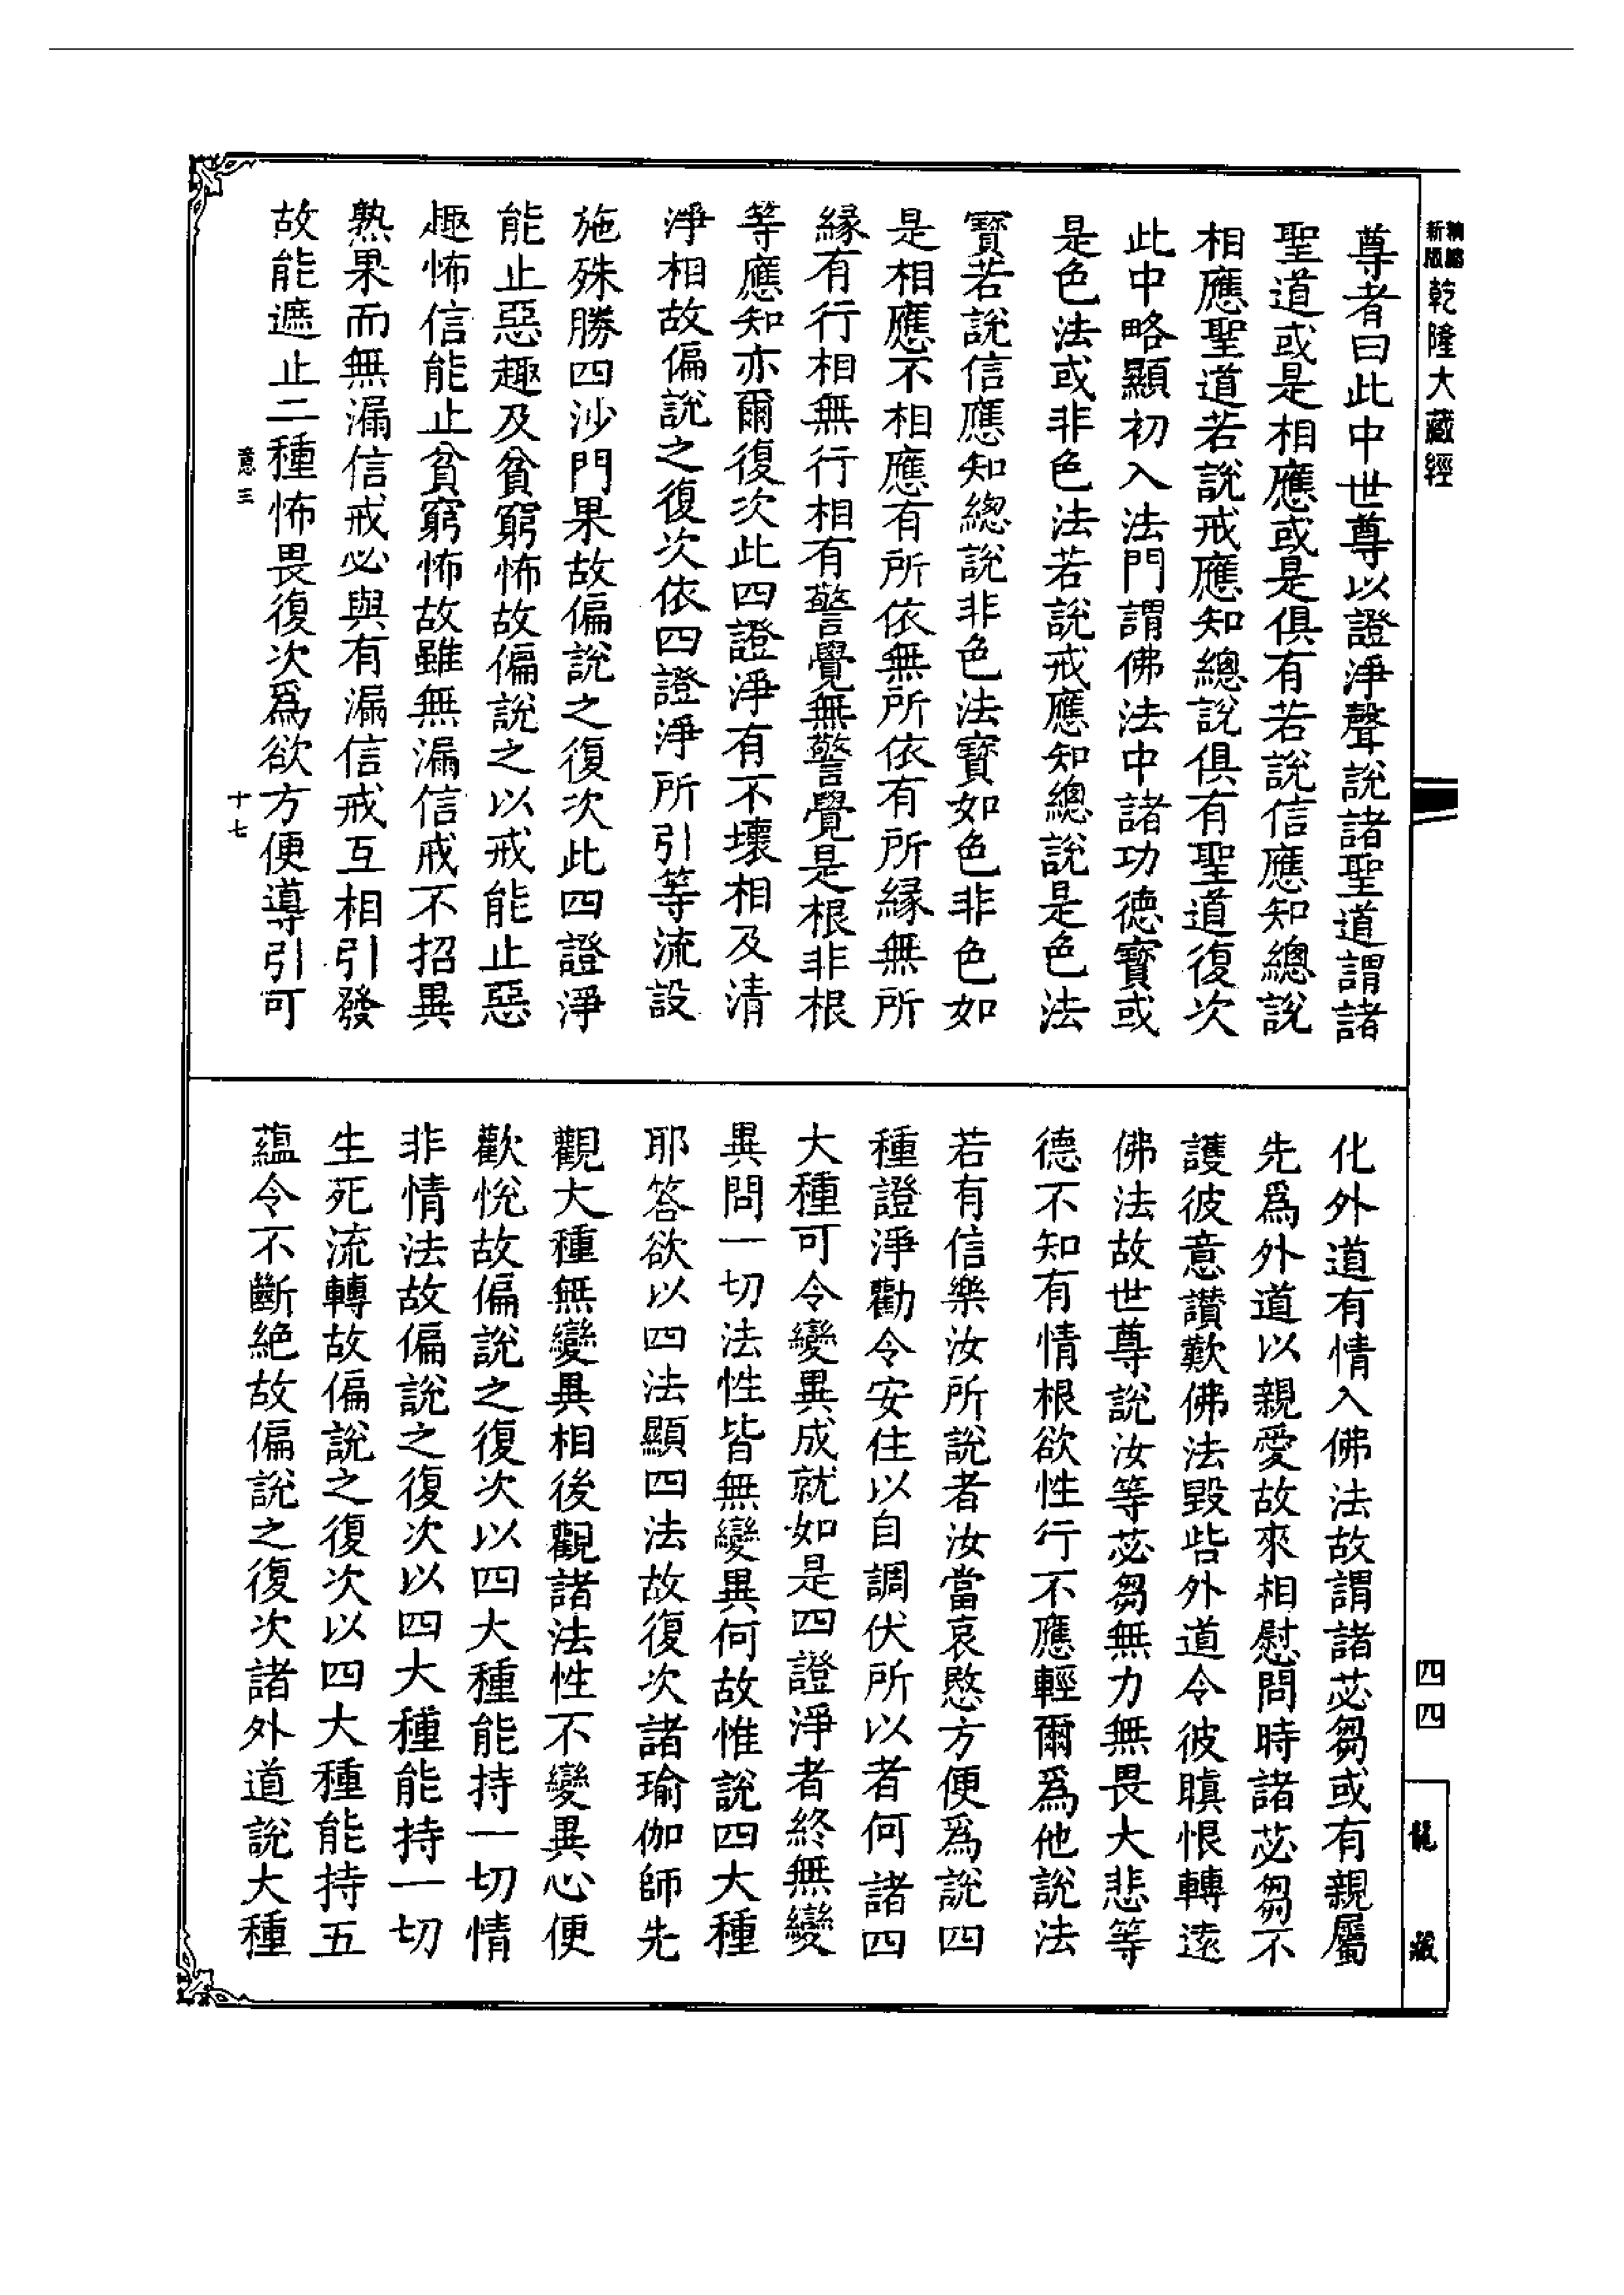 新版
乾隆大藏經
尊者曰此中世尊以證淨聲說諸聖道謂諸
聖道或是相應或是俱有若說信應知總說
相應聖道若說戒應知總說俱有聖道復次
此中略顯初入法門謂佛法中諸功德寶或
是色法或非色法若說戒應知總說是色法
寶若說信應知總說非色法寶如色非色如
是相應不相應有所依無所依有所緣無所
緣有行相無行相有警覺無警覺是根非根
等應知亦爾復次此四證淨有不壞相及清
淨相故偏說之復次依四證淨所引等流設
施殊勝四沙門果故偏說之復次此四證淨
能止惡趣及貧窮怖故偏說之以戒能止惡
趣怖信能止貧窮怖故雖無漏信戒不招異
熟果而無漏信戒必與有漏信戒互相引發
故能遮止二種怖畏復次爲欲方便導引可
意三
十七
化外道有情入佛法故謂諸苾芻或有親屬
先爲外道以親愛故來相慰問時諸苾芻不
護彼意讚歎佛法毀呰外道令彼瞋恨轉遠
佛法故世尊說汝等苾芻無力無畏大悲等
德不知有情根欲性行不應輕爾爲他說法
若有信樂汝所說者汝當哀愍方便爲說四
種證淨勸令安住以自調伏所以者何諸四
大種可令變異成就如是四證淨者終無變
異問一切法性皆無變異何故惟說四大種
耶答欲以四法顯四法故復次諸瑜伽師先
觀大種無變異相後觀諸法性不變異心便
歡悅故偏說之復次以四大種能持一切情
非情法故偏說之復次以四大種能持一切
生死流轉故偏說之復次以四大種能持五
蘊令不斷絕故偏說之復次諸外道說大種
四四
龍藏